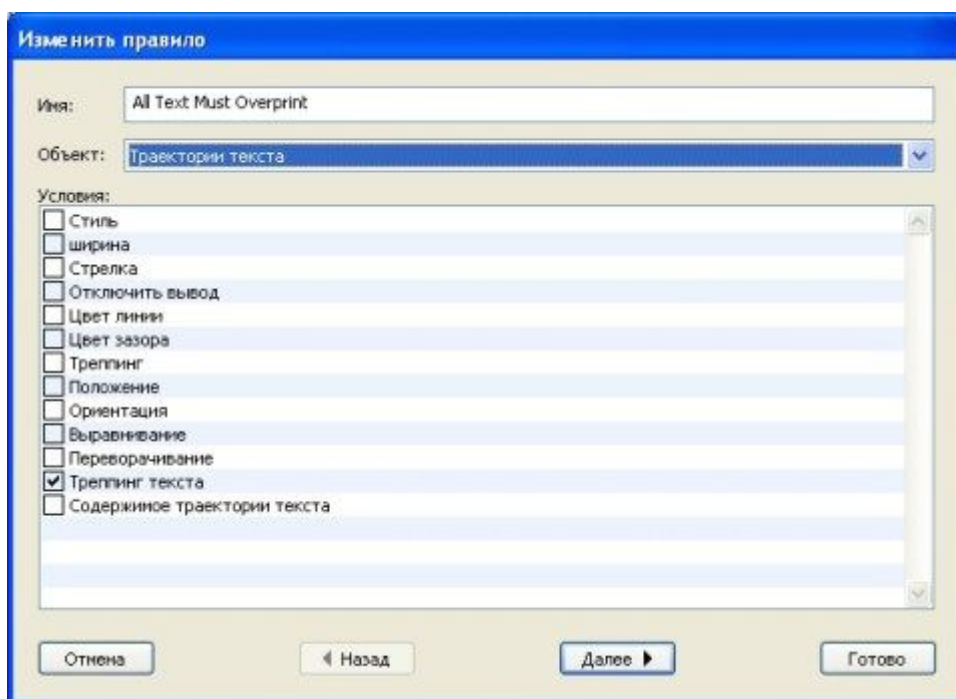 Изменить правило
Имя: All Text Must Overprint
Объект: Траектории текста
Условия:
Стиль
ширина
Стрелка
Отключить вывод
Цвет линии
Цвет зазора
Треппинг
Положение
Ориентация
Выравнивание
Переворачивание
Треппинг текста
Содержимое траектории текста
Отмена Назад Далее Готово